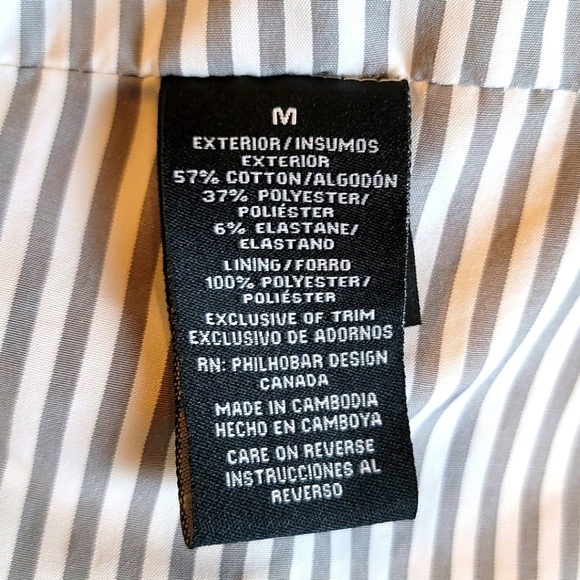 M
EXTERIOR/INSUMOS
EXTERIOR
57% COTTON/ALGODÓN
37% POLYESTER/
POLIÉSTER
6% ELASTANE/
ELASTANO
LINING/FORRO
100% POLYESTER/
POLIÉSTER
EXCLUSIVE OF TRIM
EXCLUSIVO DE ADORNOS
RN: PHILHOBAR DESIGN
CANADA
MADE IN CAMBODIA
HECHO EN CAMBOYA
CARE ON REVERSE
INSTRUCCIONES AL
REVERSO